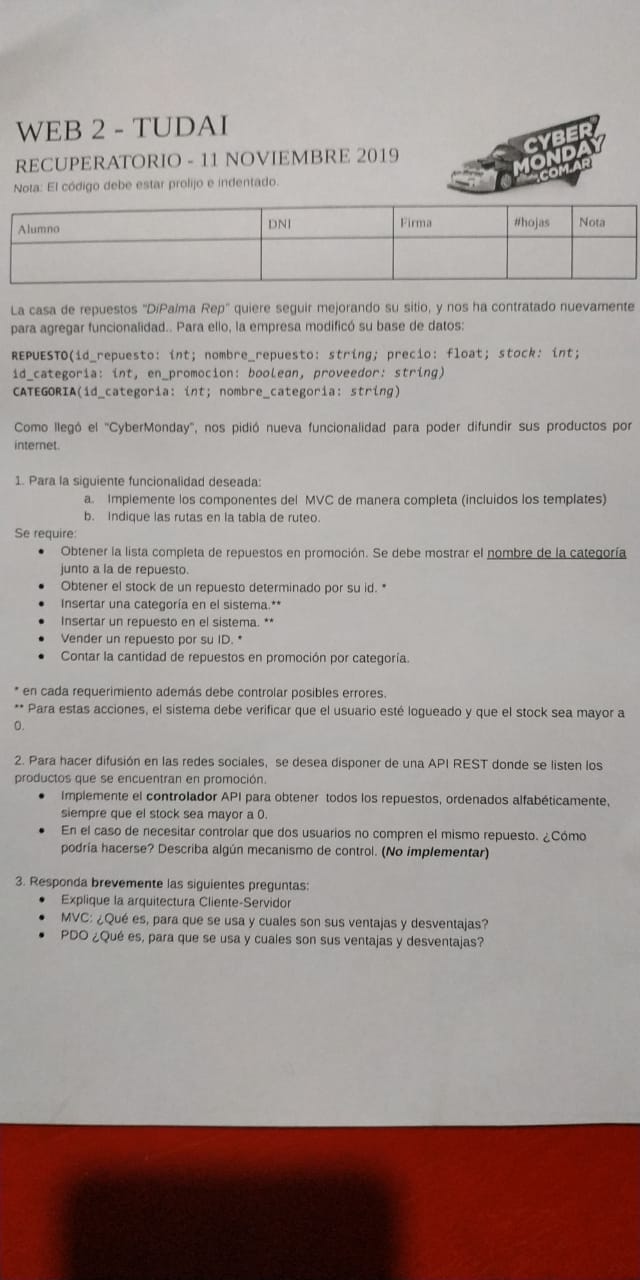 WEB 2 - TUDAI
RECUPERATORIO - 11 NOVIEMBRE 2019
Nota: El código debe estar prolijo e indentado.
CYBER
MONDAY
.COM.AR
Alumno DNI Firma #hojas Nota
La casa de repuestos "DiPalma Rep" quiere seguir mejorando su sitio, y nos ha contratado nuevamente
para agregar funcionalidad.. Para ello, la empresa modificó su base de datos:
REPUESTO(id_repuesto: int; nombre_repuesto: string; precio: float; stock: int;
id_categoria: int, en_promocion: boolean, proveedor: string)
CATEGORIA(id_categoria: int; nombre_categoria: string)
Como llegó el "CyberMonday", nos pidió nueva funcionalidad para poder difundir sus productos por
internet.
1. Para la siguiente funcionalidad deseada:
a. Implemente los componentes del MVC de manera completa (incluidos los templates)
b. Indique las rutas en la tabla de ruteo.
Se require:
• Obtener la lista completa de repuestos en promoción. Se debe mostrar el nombre de la categoría
junto a la de repuesto.
• Obtener el stock de un repuesto determinado por su id. *
• Insertar una categoría en el sistema.**
• Insertar un repuesto en el sistema. **
• Vender un repuesto por su ID. *
• Contar la cantidad de repuestos en promoción por categoría.
* en cada requerimiento además debe controlar posibles errores.
** Para estas acciones, el sistema debe verificar que el usuario esté logueado y que el stock sea mayor a
0.
2. Para hacer difusión en las redes sociales, se desea disponer de una API REST donde se listen los
productos que se encuentran en promoción.
• Implemente el controlador API para obtener todos los repuestos, ordenados alfabéticamente,
siempre que el stock sea mayor a 0.
• En el caso de necesitar controlar que dos usuarios no compren el mismo repuesto. ¿Cómo
podría hacerse? Describa algún mecanismo de control. (No implementar)
3. Responda brevemente las siguientes preguntas:
• Explique la arquitectura Cliente-Servidor
• MVC: ¿Qué es, para que se usa y cuales son sus ventajas y desventajas?
• PDO ¿Qué es, para que se usa y cuales son sus ventajas y desventajas?